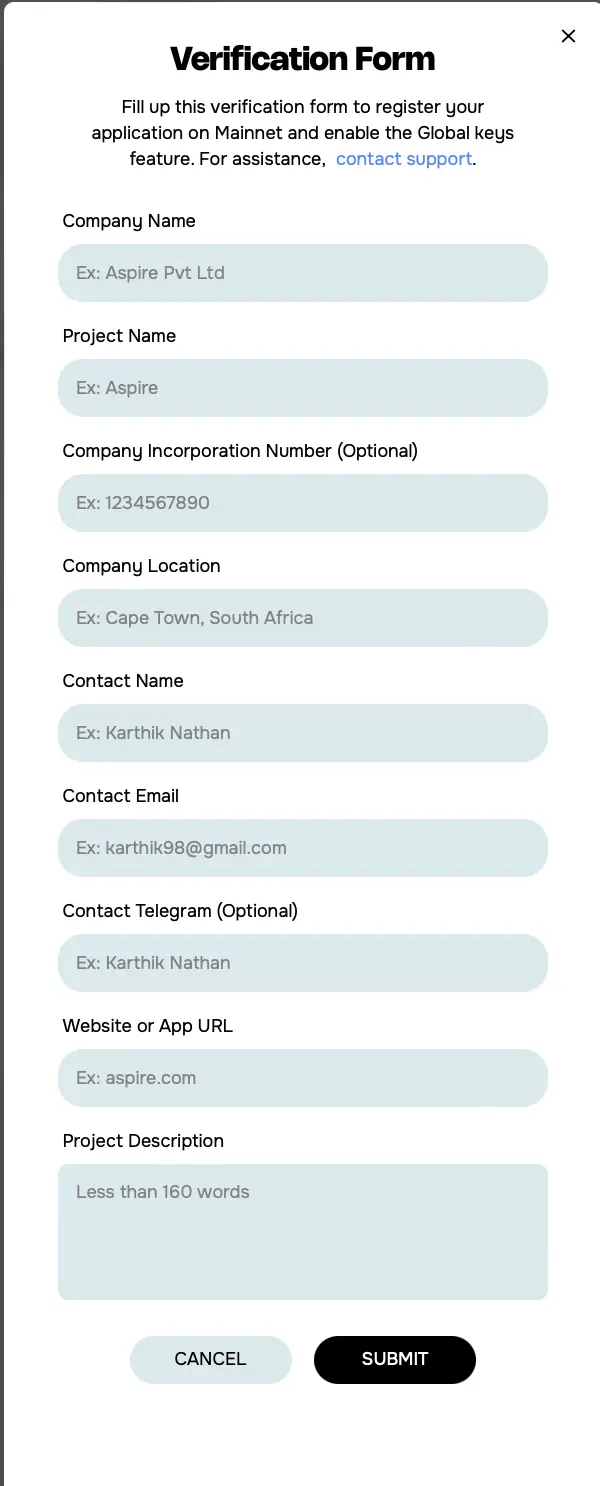 Verification Form
Fill up this verification form to register your
application on Mainnet and enable the Global keys
feature. For assistance, contact support.
Company Name
Ex: Aspire Pvt Ltd
Project Name
Ex: Aspire
Company Incorporation Number (Optional)
Ex: 1234567890
Company Location
Ex: Cape Town, South Africa
Contact Name
Ex: Karthik Nathan
Contact Email
Ex: karthik98@gmail.com
Contact Telegram (Optional)
Ex: Karthik Nathan
Website or App URL
Ex: aspire.com
Project Description
Less than 160 words
CANCEL SUBMIT